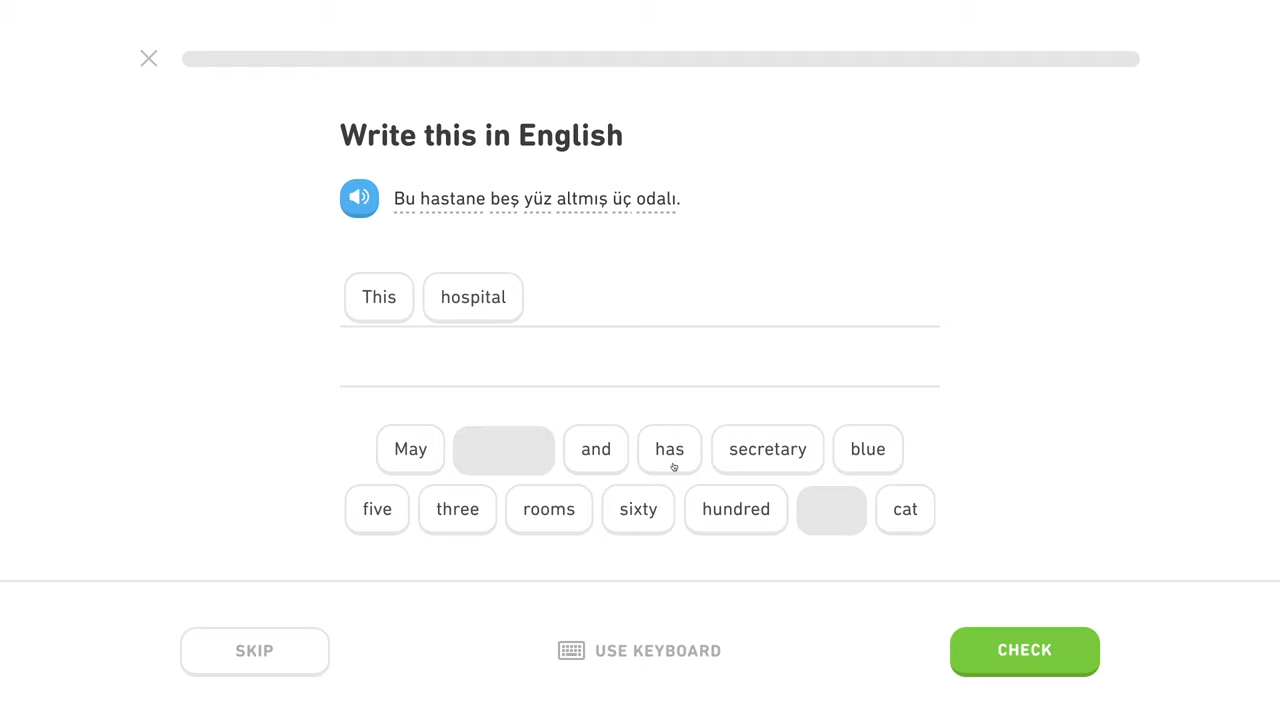 Write this in English
Bu hastane beş yüz altmış üç odalı.
This hospital
May and has secretary blue
five three rooms sixty hundred cat
SKIP USE KEYBOARD CHECK